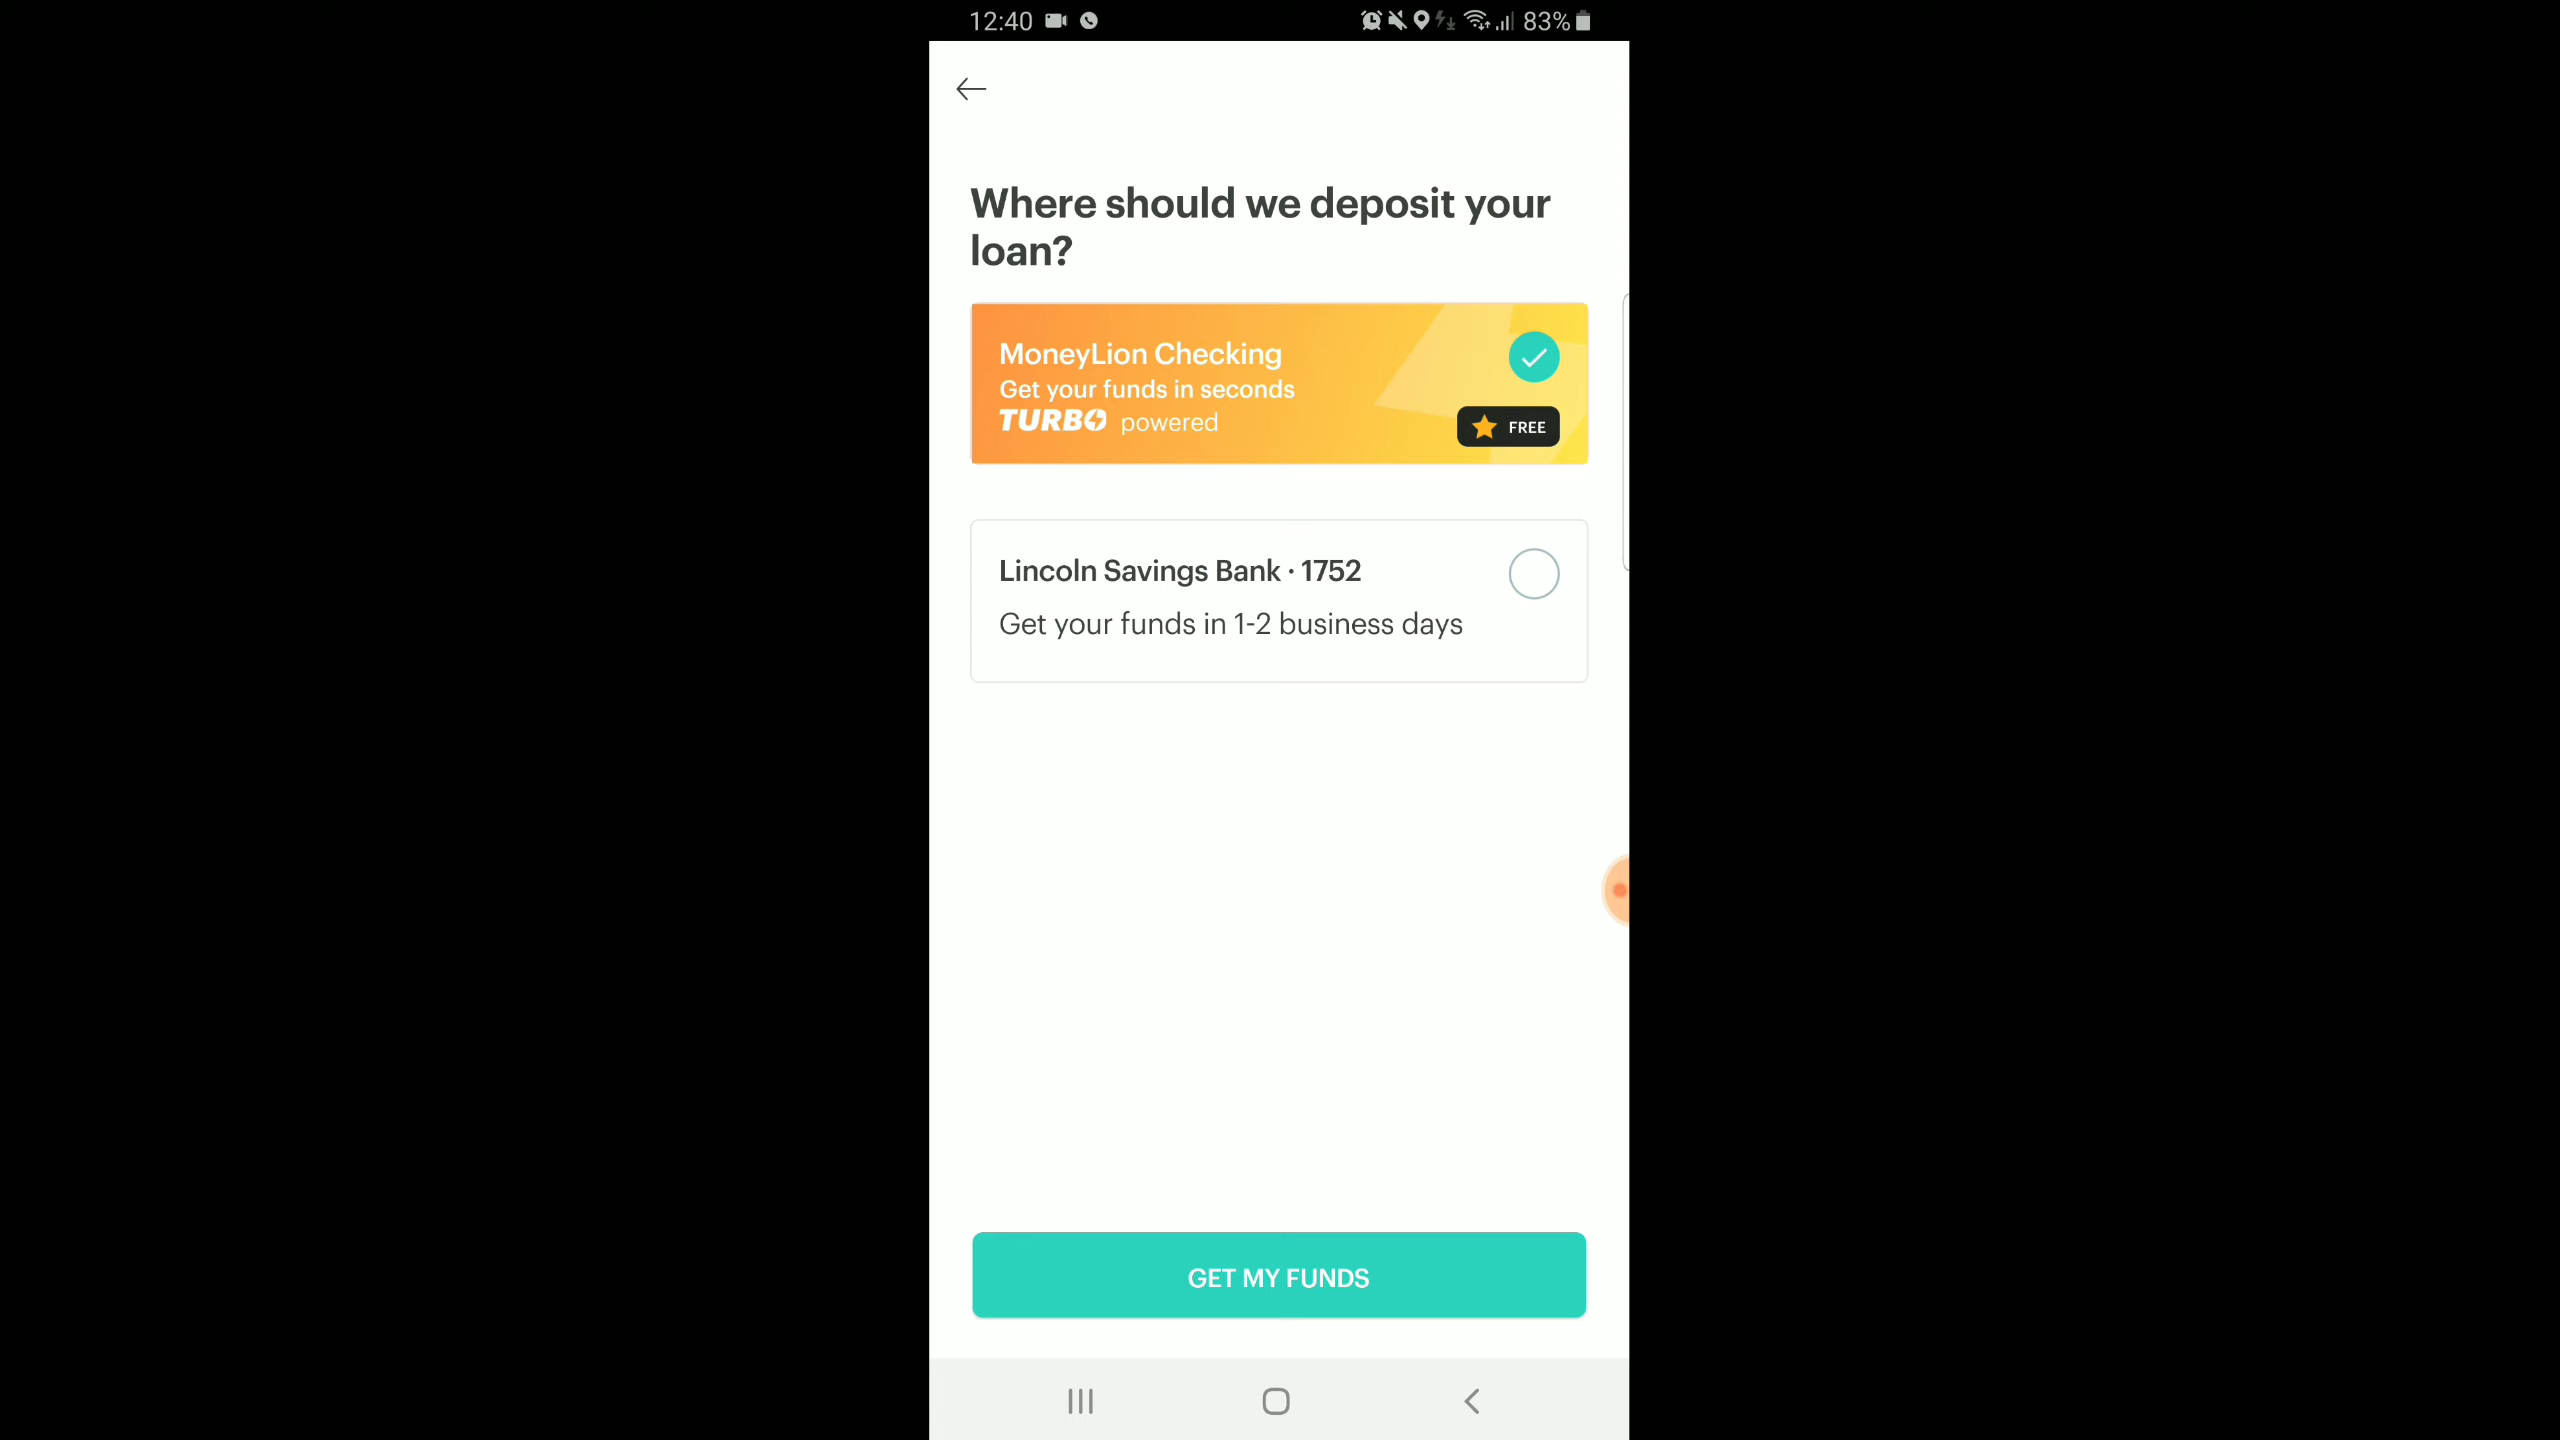 12:40
83%
Where should we deposit your
loan?
MoneyLion Checking
Get your funds in seconds
TURBO powered
FREE
Lincoln Savings Bank · 1752
Get your funds in 1-2 business days
GET MY FUNDS